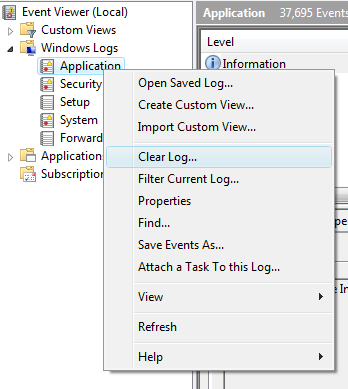 Event Viewer (Local)
Custom Views
Windows Logs
Application
Security
Setup
System
Forward
Applications
Subscription
Application 37,695 Events
Level
Information
Open Saved Log...
Create Custom View...
Import Custom View...
Clear Log...
Filter Current Log...
Properties
Find...
Save Events As...
Attach a Task To this Log...
View
Refresh
Help